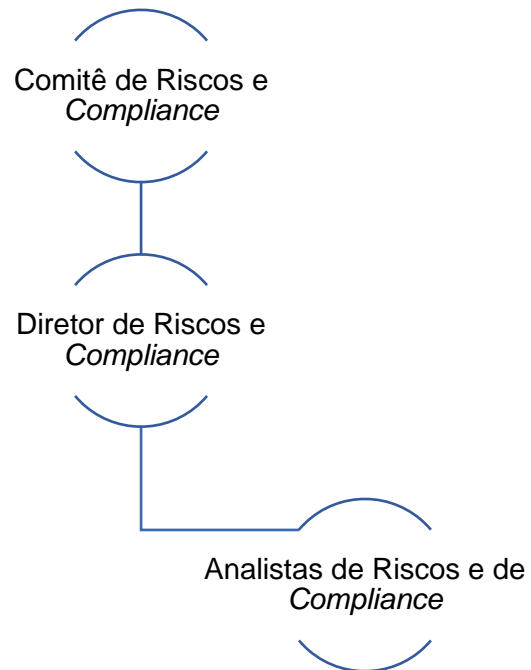 Comitê de Riscos e
Compliance
Diretor de Riscos e
Compliance
Analistas de Riscos e de
Compliance